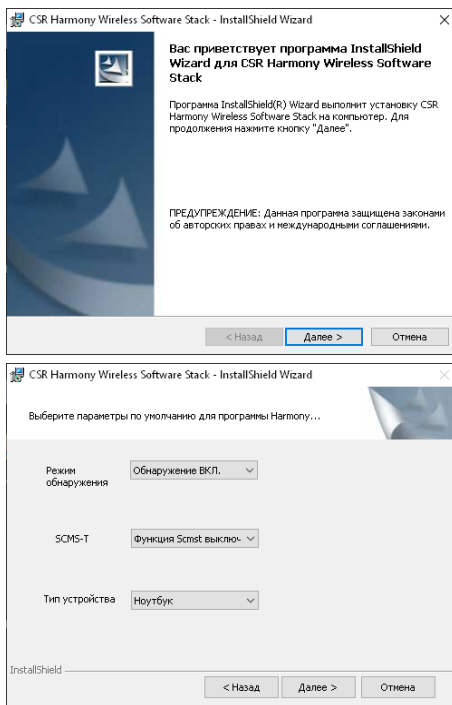 CSR Harmony Wireless Software Stack - InstallShield Wizard
Вас приветствует программа InstallShield
Wizard для CSR Harmony Wireless Software
Stack
Программа InstallShield(R) Wizard выполнит установку CSR
Harmony Wireless Software Stack на компьютер. Для
продолжения нажмите кнопку "Далее".
ПРЕДУПРЕЖДЕНИЕ: Данная программа защищена законами
об авторских правах и международными соглашениями.
< Назад Далее > Отмена
CSR Harmony Wireless Software Stack - InstallShield Wizard
Выберите параметры по умолчанию для программы Harmony...
Режим
обнаружения
Обнаружение ВКЛ.
SCMS-T Функция Scmst выключ
Тип устройства Ноутбук
InstallShield
< Назад Далее > Отмена